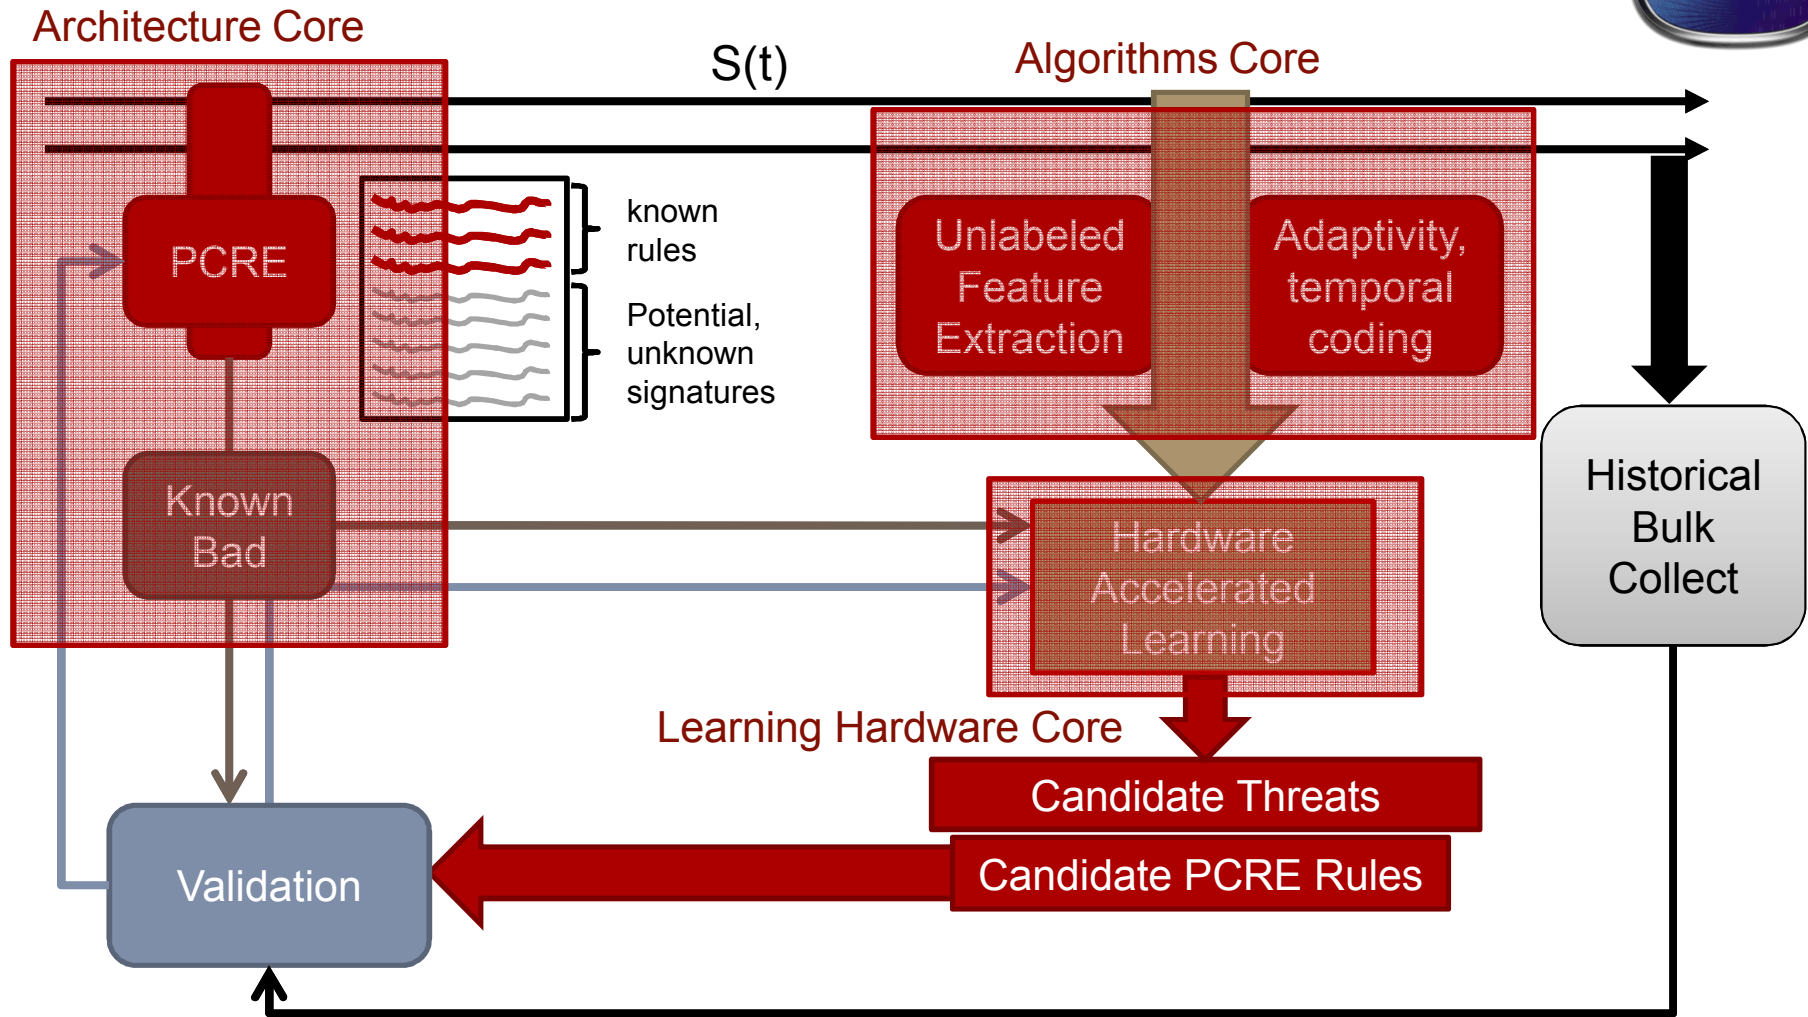 Architecture Core
S(t)
Algorithms Core
PCRE
known
rules
Potential,
unknown
signatures
Unlabeled
Feature
Extraction
Adaptivity,
temporal
coding
Known
Bad
Hardware
Accelerated
Learning
Historical
Bulk
Collect
Learning Hardware Core
Candidate Threats
Candidate PCRE Rules
Validation